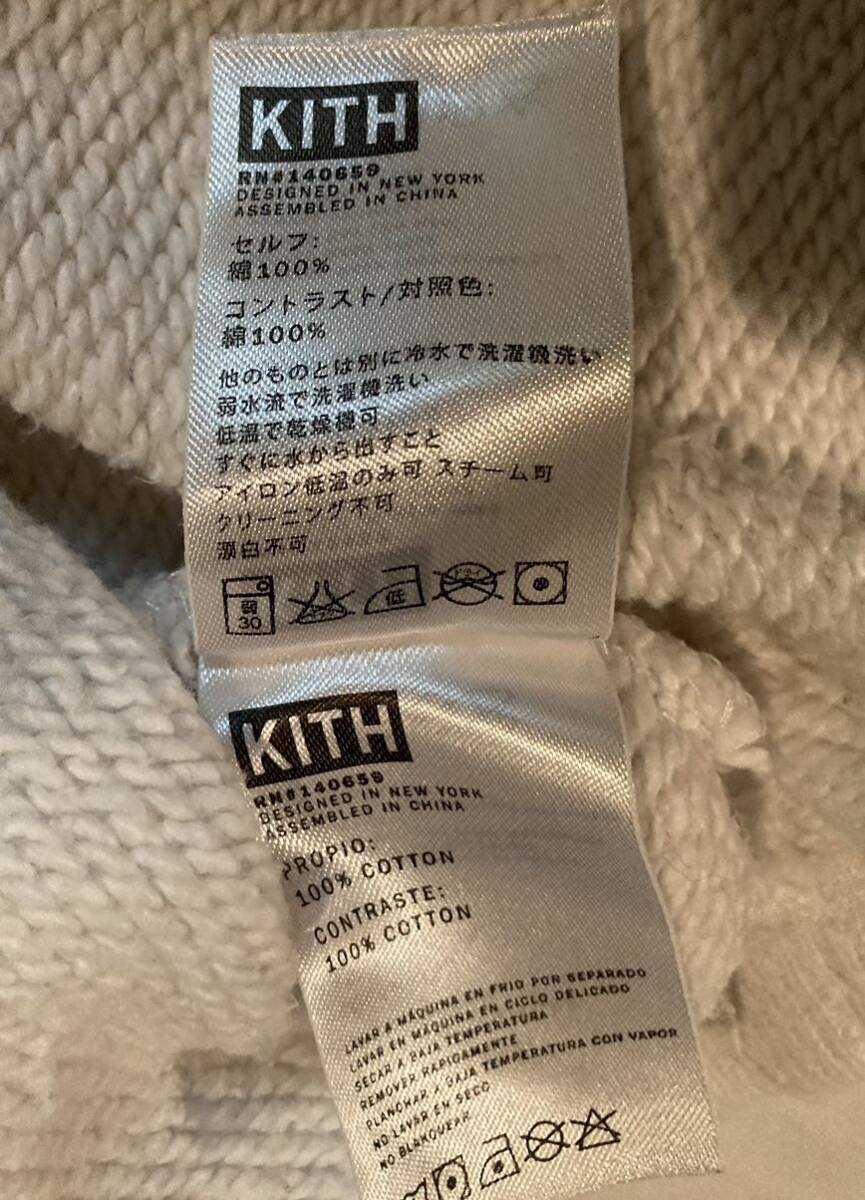 KITH
RN#140659
DESIGNED IN NEW YORK
ASSEMBLED IN CHINA
セルフ:
綿100%
コントラスト/対照色:
綿100%
他のものとは別に冷水で洗濯機洗い
弱水流で洗濯機洗い
低温で乾燥機可
すぐに水から出すこと
アイロン低温のみ可 スチーム可
クリーニング不可
漂白不可
弱
30
低
KITH
RN#140659
DESIGNED IN NEW YORK
ASSEMBLED IN CHINA
PROPIO:
100% COTTON
CONTRASTE:
100% COTTON
LAVAR A MÁQUINA EN FRIO POR SEPARADO
LAVAR EN MÁQUINA EN CICLO DELICADO
SECAR A BAJA TEMPERATURA
REMOVER RAPIGAMENTE
PLANCHAR A BAJA TEMPERATURA CON VAPOR
NO LAVAR EN SECO
NO BLANQUEAR